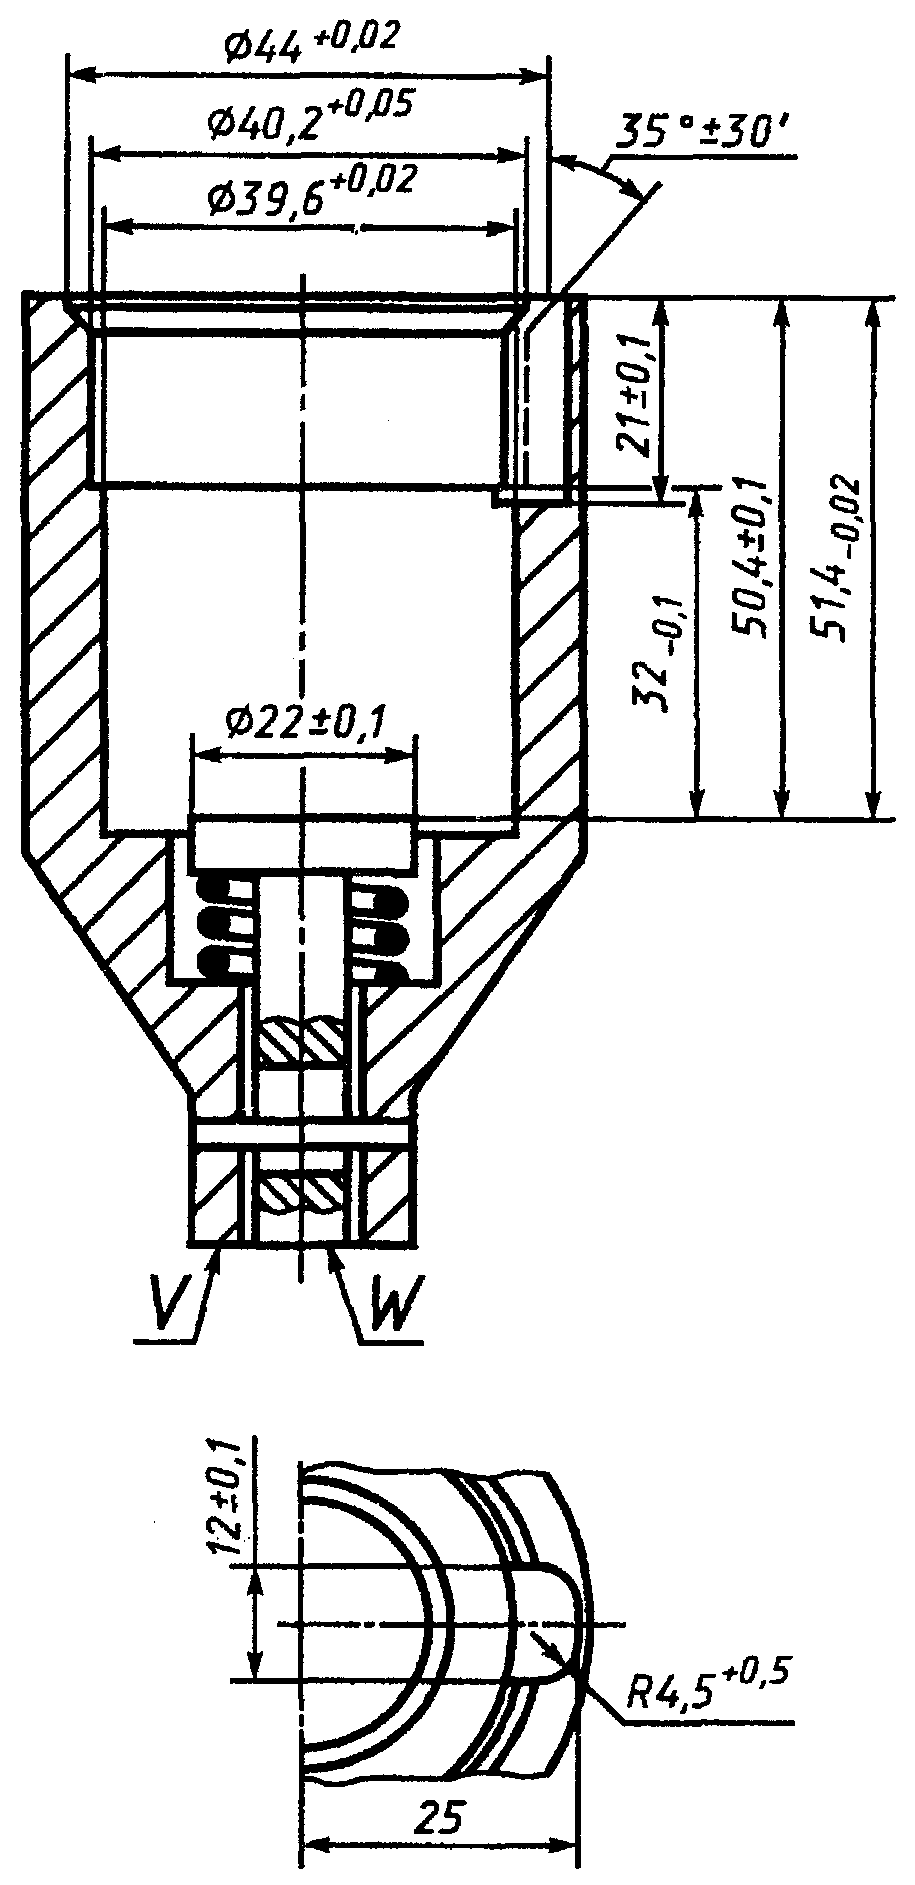 Ø44 +0,02
Ø40,2 +0,05
35°±30'
Ø39,6 +0,02
21±0,1
50,4±0,1
51,4 -0,02
32 -0,1
Ø22±0,1
V
W
12±0,1
R4,5 +0,5
25